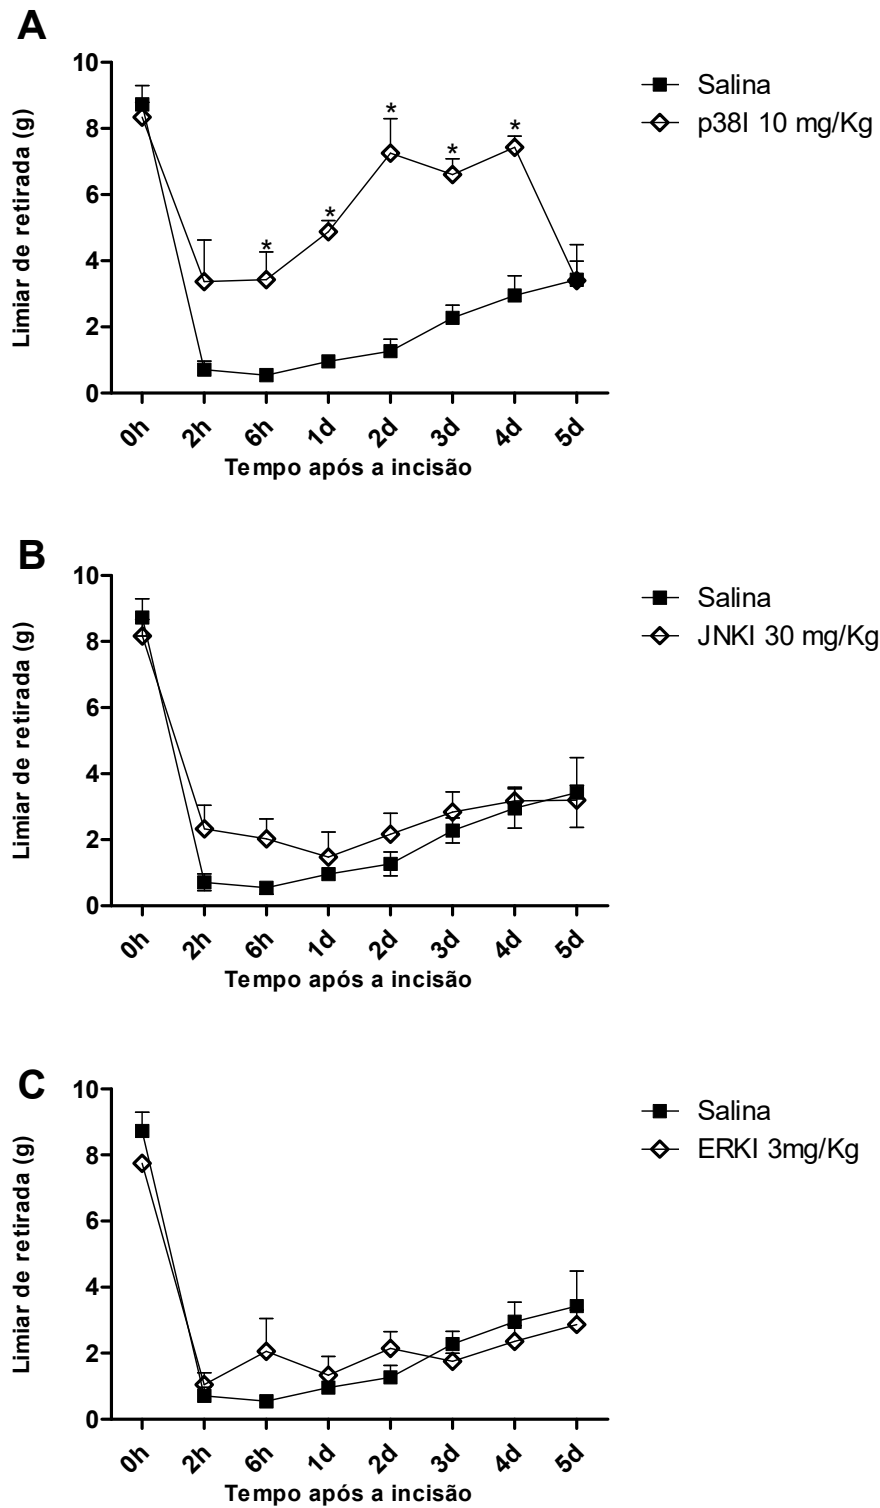 A
10
8
6
4
2
0
Limiar de retirada (g)
* * * * * *
0h 2h 6h 1d 2d 3d 4d 5d
Tempo após a incisão
Salina
p38I 10 mg/Kg
B
10
8
6
4
2
0
Limiar de retirada (g)
0h 2h 6h 1d 2d 3d 4d 5d
Tempo após a incisão
Salina
JNKI 30 mg/Kg
C
10
8
6
4
2
0
Limiar de retirada (g)
0h 2h 6h 1d 2d 3d 4d 5d
Tempo após a incisão
Salina
ERKI 3mg/Kg